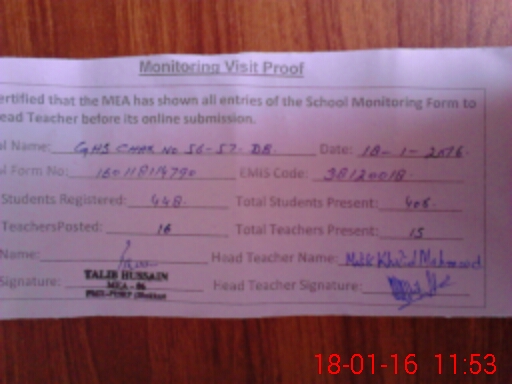 Monitoring Visit Proof
ertified that the MEA has shown all entries of the School Monitoring Form to
ead Teacher before its online submission.
ol Name: GHS CHAK NO 56-57 DB. Date: 18-1-2016.
ol Form No: EMIS Code: 38120018.
Students Registered: 448. Total Students Present: 408.
TeachersPosted: 16 Total Teachers Present: 15
Name: Head Teacher Name: Malik Khalid Mehmood
Signature: TALIB HUSSAIN Head Teacher Signature:
MEA - 06
18-01-16 11:53